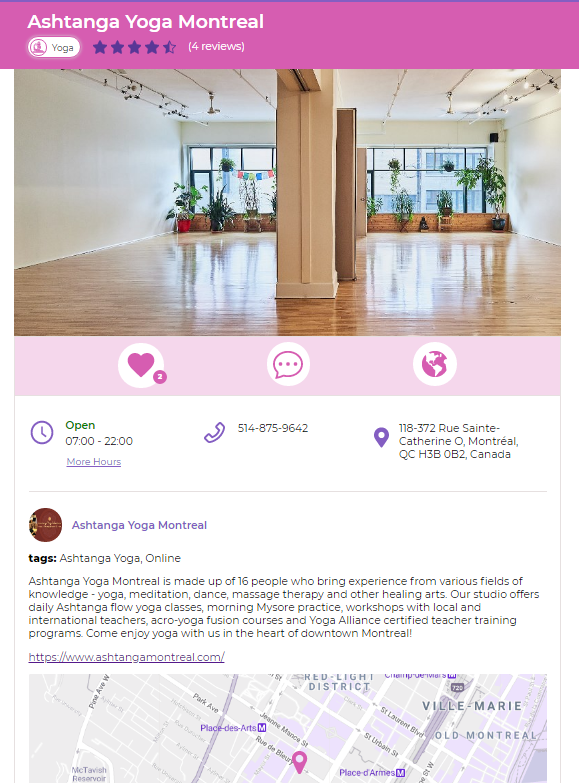 Ashtanga Yoga Montreal
Yoga
(4 reviews)
2
Open
07:00 - 22:00
More Hours
514-875-9642
118-372 Rue Sainte-
Catherine O, Montréal,
QC H3B 0B2, Canada
Ashtanga Yoga Montreal
tags: Ashtanga Yoga, Online
Ashtanga Yoga Montreal is made up of 16 people who bring experience from various fields of
knowledge - yoga, meditation, dance, massage therapy and other healing arts. Our studio offers
daily Ashtanga flow yoga classes, morning Mysore practice, workshops with local and
international teachers, acro-yoga fusion courses and Yoga Alliance certified teacher training
programs. Come enjoy yoga with us in the heart of downtown Montreal!
https://www.ashtangamontreal.com/
RED-LIGHT
DISTRICT
Champ-de-Mars
720
Pine Ave W
Park Ave
VILLE-MARIE
St Laurent Blvd
Jeanne Mance St
Place-des-Arts
St Urbain St
OLD MONTREAL
Rue de Bleury
McTavish
Reservoir
Place-d'Armes